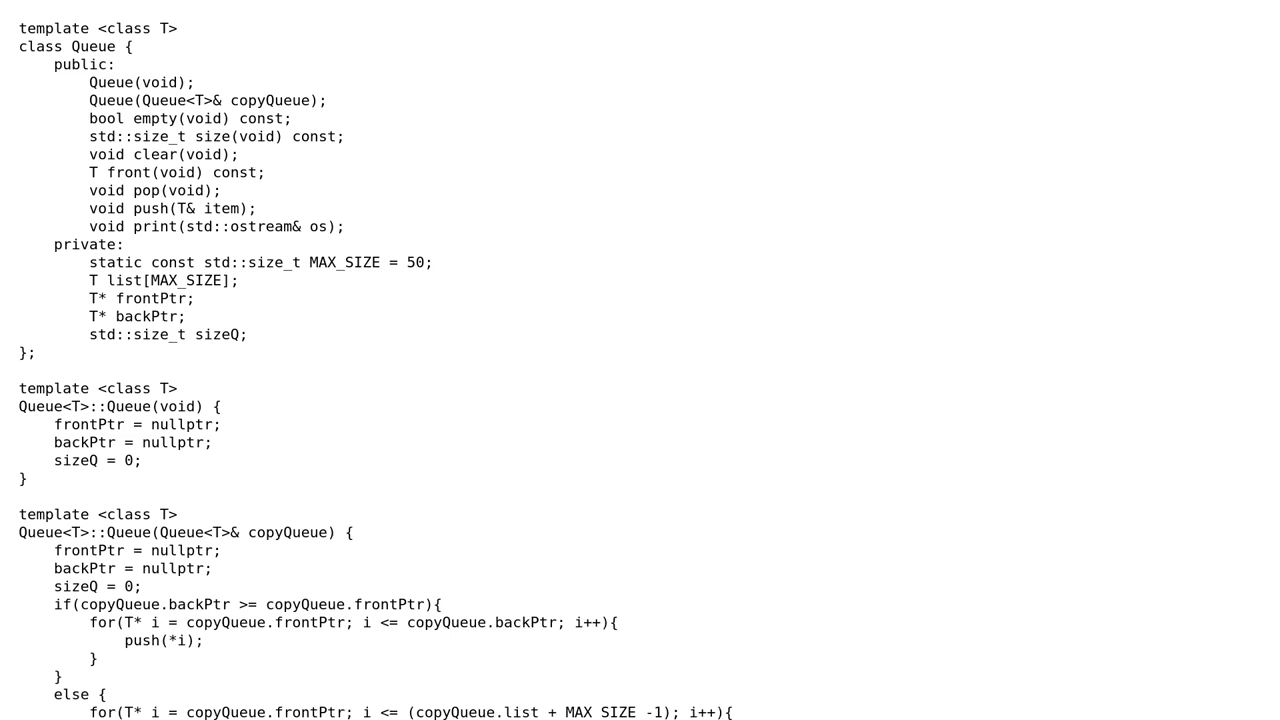 template <class T>
class Queue {
    public:
        Queue(void);
        Queue(Queue<T>& copyQueue);
        bool empty(void) const;
        std::size_t size(void) const;
        void clear(void);
        T front(void) const;
        void pop(void);
        void push(T& item);
        void print(std::ostream& os);
    private:
        static const std::size_t MAX_SIZE = 50;
        T list[MAX_SIZE];
        T* frontPtr;
        T* backPtr;
        std::size_t sizeQ;
};

template <class T>
Queue<T>::Queue(void) {
    frontPtr = nullptr;
    backPtr = nullptr;
    sizeQ = 0;
}

template <class T>
Queue<T>::Queue(Queue<T>& copyQueue) {
    frontPtr = nullptr;
    backPtr = nullptr;
    sizeQ = 0;
    if(copyQueue.backPtr >= copyQueue.frontPtr){
        for(T* i = copyQueue.frontPtr; i <= copyQueue.backPtr; i++){
            push(*i);
        }
    }
    else {
        for(T* i = copyQueue.frontPtr; i <= (copyQueue.list + MAX_SIZE -1); i++){